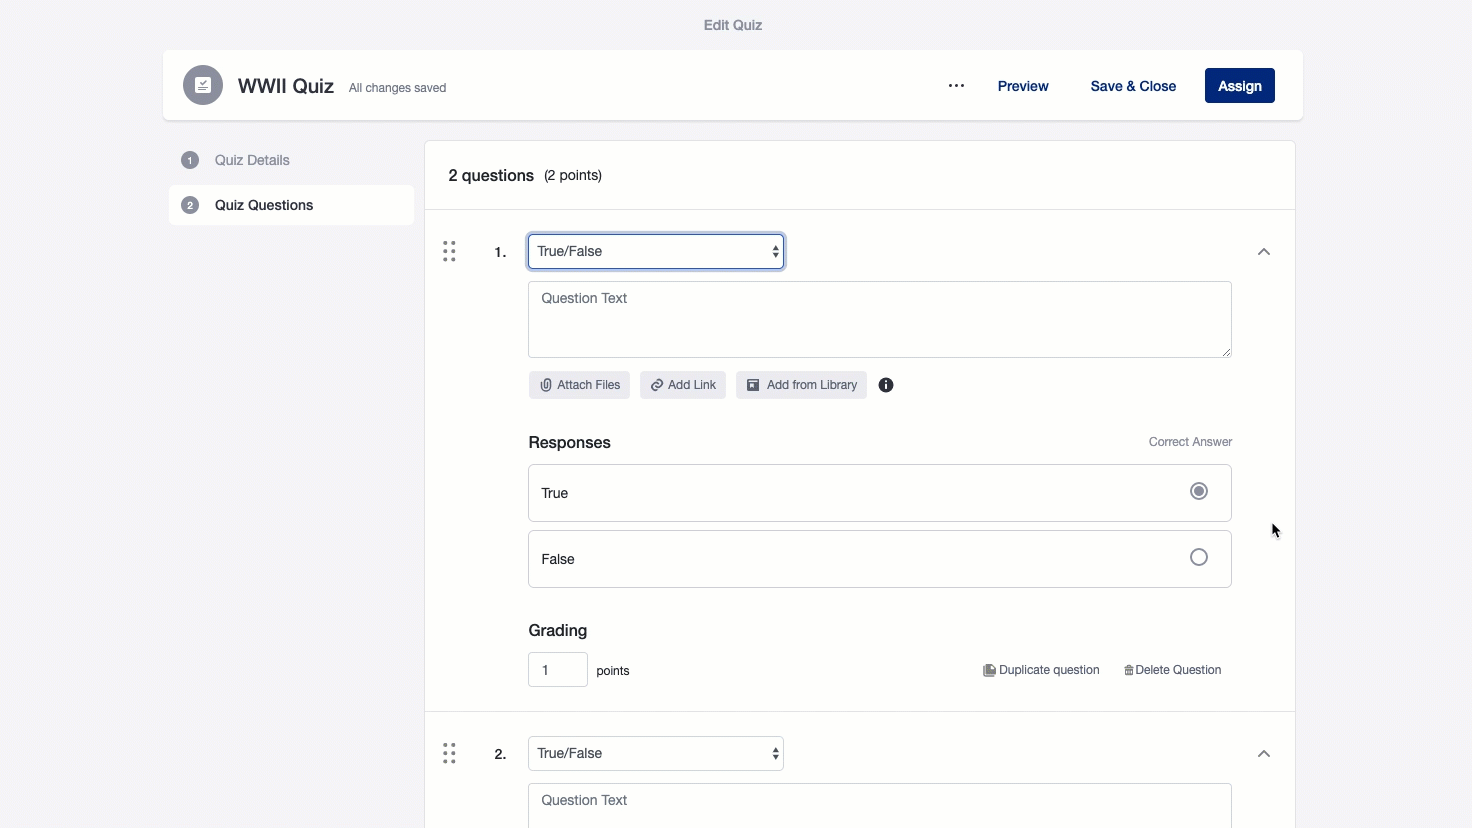 Edit Quiz
WWII Quiz All changes saved
Preview Save & Close Assign
1 Quiz Details
2 Quiz Questions
2 questions (2 points)
1. True/False
Question Text
Attach Files Add Link Add from Library
Responses Correct Answer
True
False
Grading
1 points Duplicate question Delete Question
2. True/False
Question Text